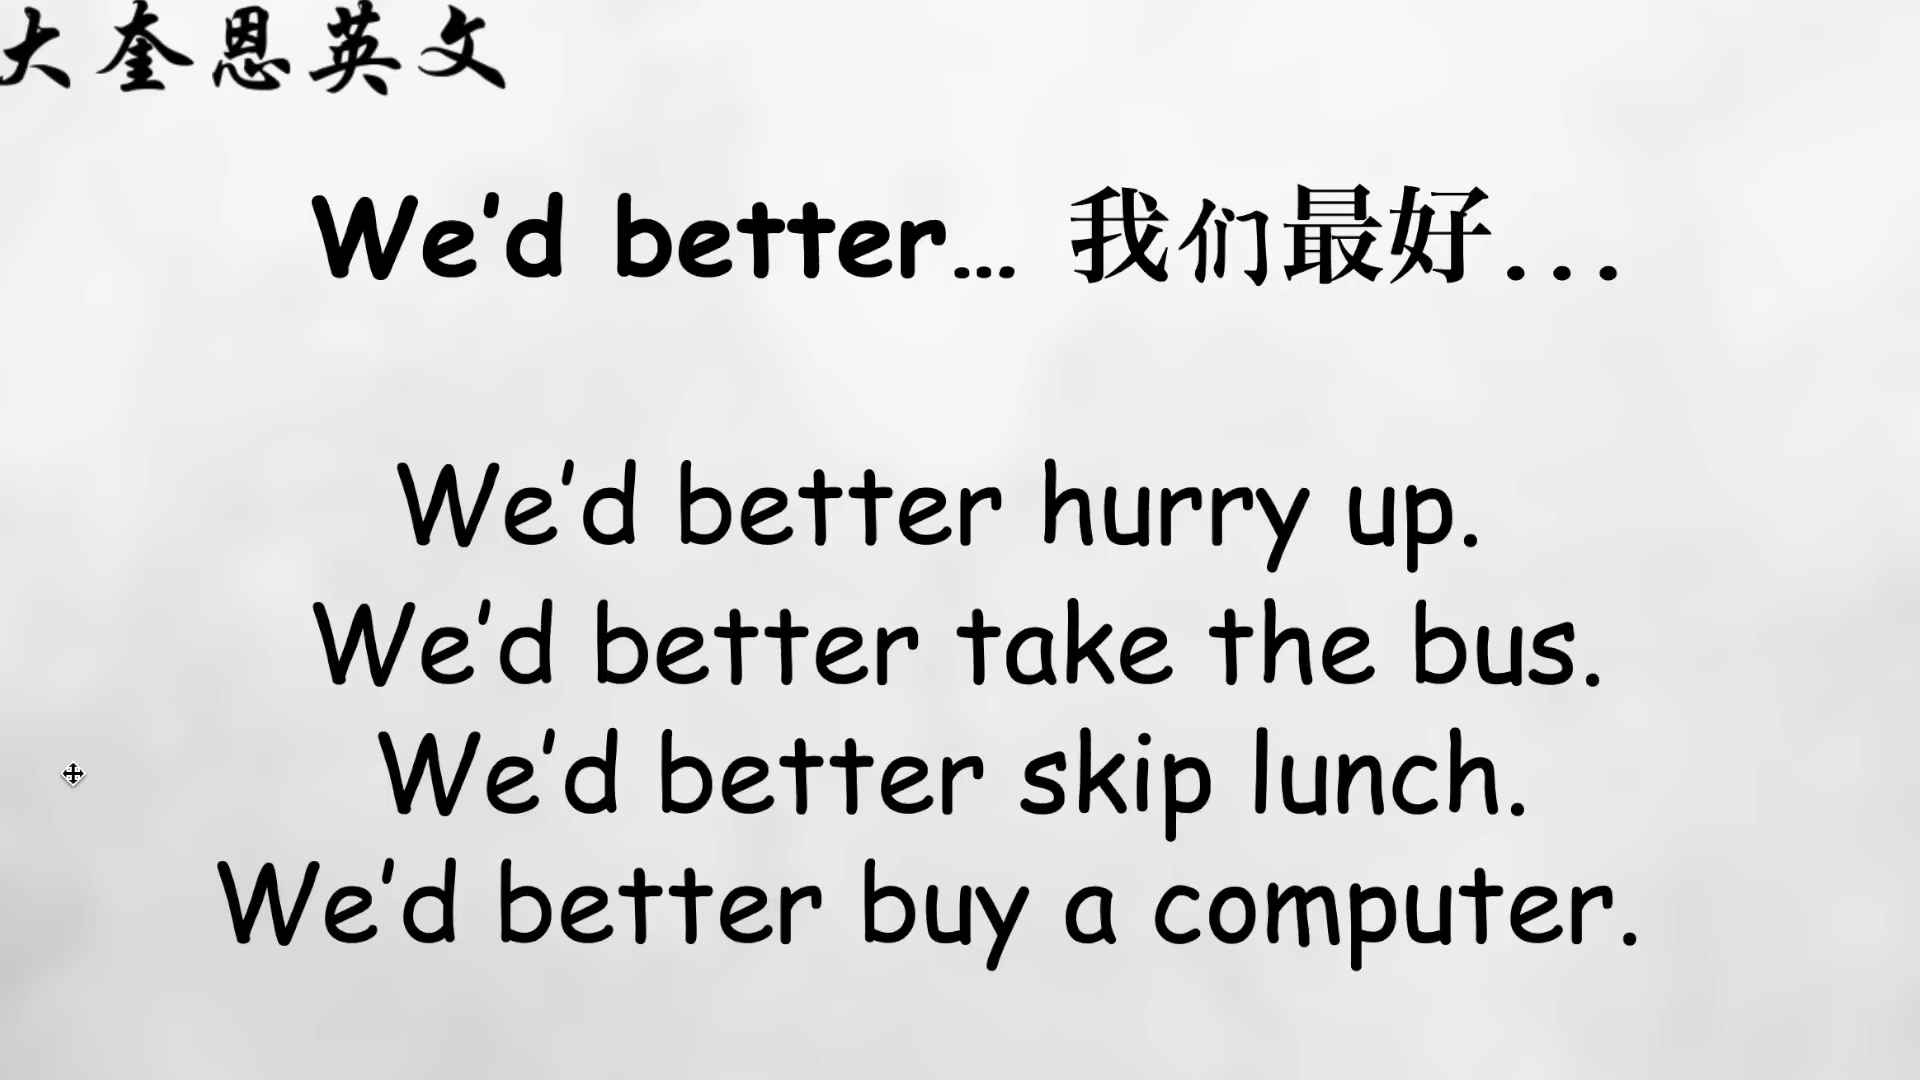 大奎恩英文
We’d better… 我们最好...
We’d better hurry up.
We’d better take the bus.
We’d better skip lunch.
We’d better buy a computer.